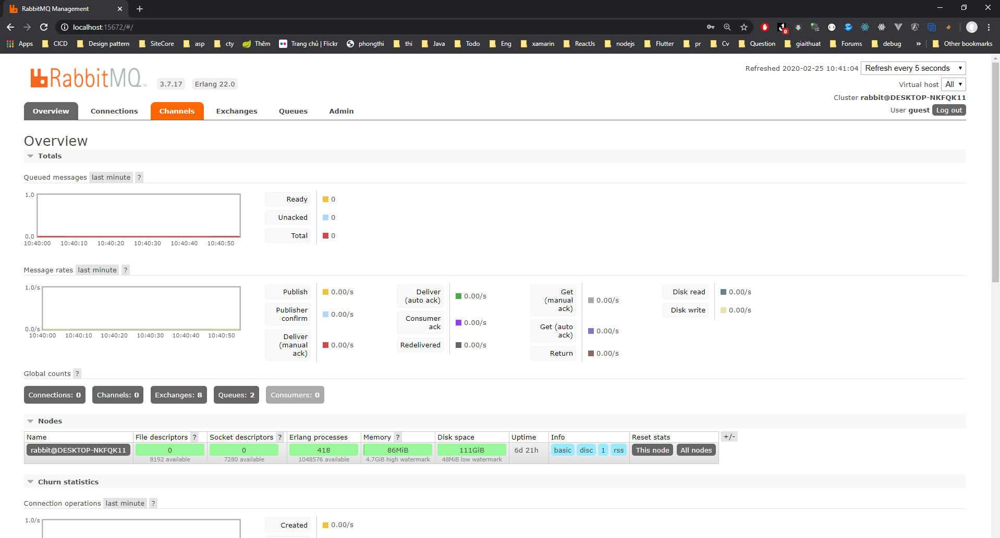 RabbitMQ Management
localhost:15672/#/
0
Apps CICD Design pattern SiteCore asp cty Thêm Trang chủ | Flickr phongthi thi Java Todo Eng xamarin ReactJs nodejs Flutter pr Cv Question giaithuat Forums debug » Other bookmarks
RabbitMQ TM 3.7.17 Erlang 22.0
Refreshed 2020-02-25 10:41:04 Refresh every 5 seconds
Virtual host All
Cluster rabbit@DESKTOP-NKFQK11
User guest Log out
Overview Connections Channels Exchanges Queues Admin
Overview
Totals
Queued messages last minute ?
1.0
0.0
10:40:00 10:40:10 10:40:20 10:40:30 10:40:40 10:40:50
Ready 0
Unacked 0
Total 0
Message rates last minute ?
1.0/s
0.0/s
10:40:00 10:40:10 10:40:20 10:40:30 10:40:40 10:40:50
Publish 0.00/s
Publisher
confirm 0.00/s
Deliver
(manual
ack) 0.00/s
Deliver
(auto ack) 0.00/s
Consumer
ack 0.00/s
Redelivered 0.00/s
Get
(manual
ack) 0.00/s
Get (auto
ack) 0.00/s
Return 0.00/s
Disk read 0.00/s
Disk write 0.00/s
Global counts ?
Connections: 0 Channels: 0 Exchanges: 8 Queues: 2 Consumers: 0
Nodes
Name File descriptors ? Socket descriptors ? Erlang processes Memory ? Disk space Uptime Info Reset stats +/-
rabbit@DESKTOP-NKFQK11 0 0 418 86MiB 111GiB 6d 21h basic disc 1 rss This node All nodes
8192 available 7280 available 1048576 available 4.7GiB high watermark 48MiB low watermark
Churn statistics
Connection operations last minute ?
1.0/s
Created 0.00/s